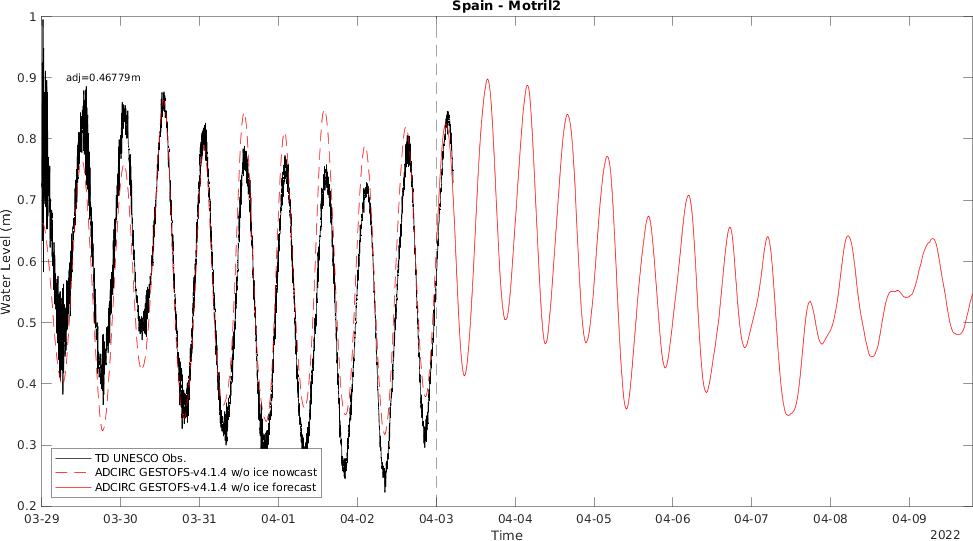 Spain - Motril2
adj=0.46779m
Water Level (m)
1
0.9
0.8
0.7
0.6
0.5
0.4
0.3
0.2
TD UNESCO Obs.
ADCIRC GESTOFS-v4.1.4 w/o ice nowcast
ADCIRC GESTOFS-v4.1.4 w/o ice forecast
03-29 03-30 03-31 04-01 04-02 04-03 04-04 04-05 04-06 04-07 04-08 04-09
Time
2022